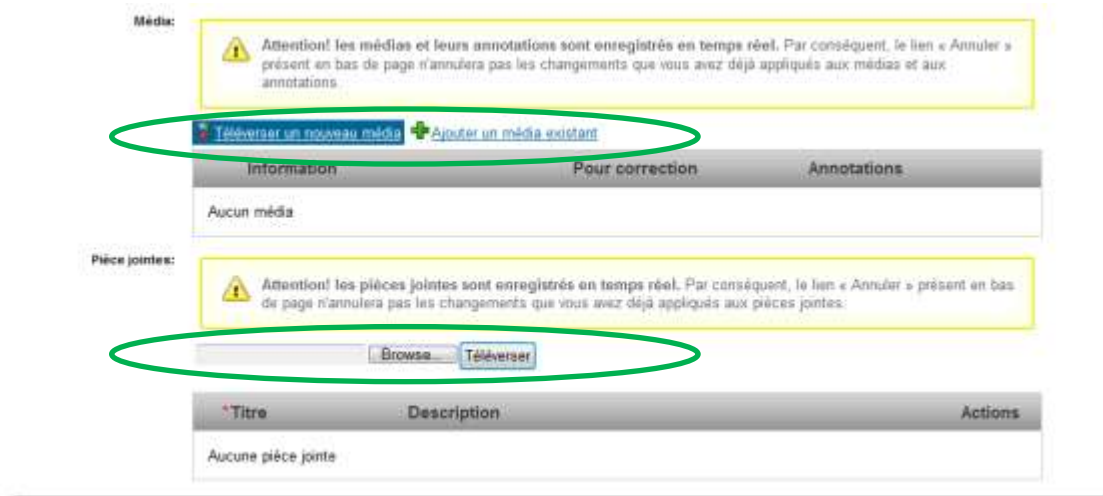 Média:
Attention! les médias et leurs annotations sont enregistrés en temps réel. Par conséquent, le lien « Annuler »
présent en bas de page n'annulera pas les changements que vous avez déjà appliqués aux médias et aux
annotations.
Téléverser un nouveau média Ajouter un média existant
Information Pour correction Annotations
Aucun média
Pièce jointes:
Attention! les pièces jointes sont enregistrés en temps réel. Par conséquent, le lien « Annuler » présent en bas
de page n'annulera pas les changements que vous avez déjà appliqués aux pièces jointes.
Browse... Téléverser
*Titre Description Actions
Aucune pièce jointe